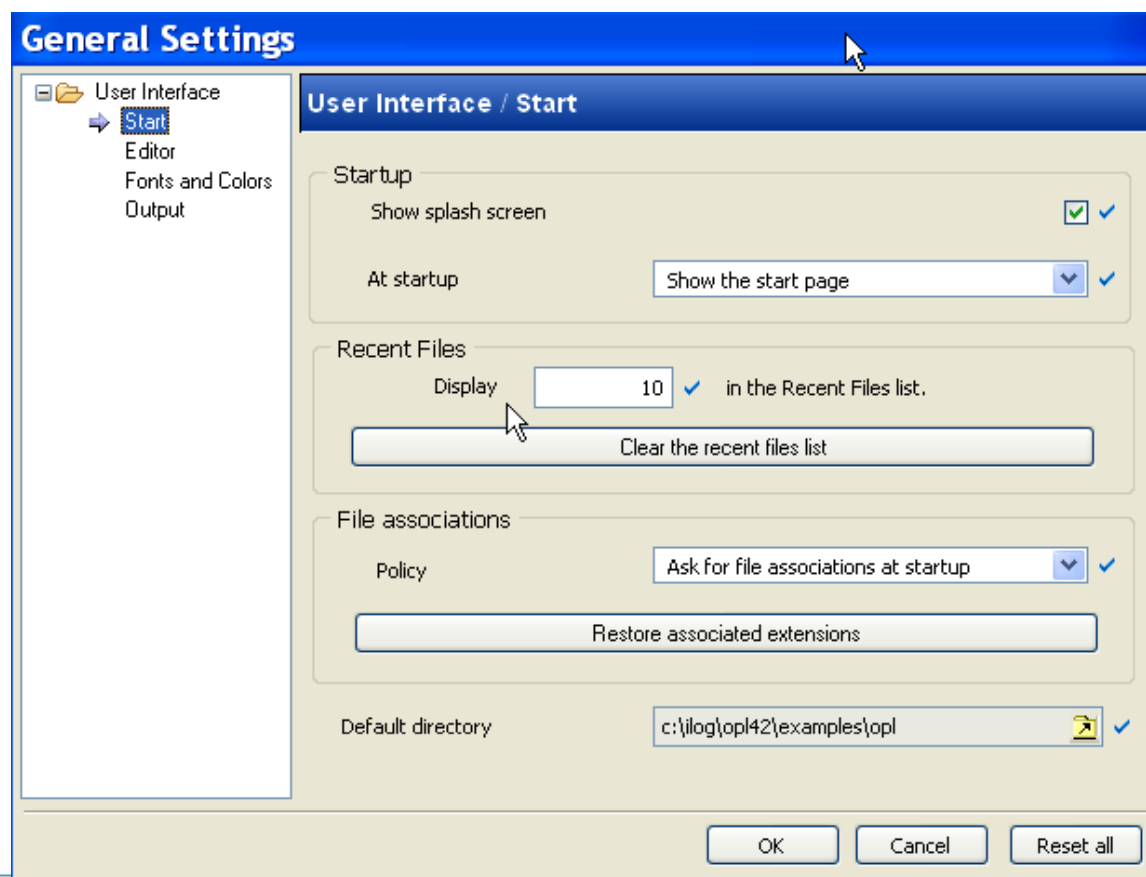 General Settings
User Interface
Start
Editor
Fonts and Colors
Output
User Interface / Start
Startup
Show splash screen
At startup Show the start page
Recent Files
Display 10 in the Recent Files list.
Clear the recent files list
File associations
Policy Ask for file associations at startup
Restore associated extensions
Default directory c:\ilog\opl42\examples\opl
OK Cancel Reset all